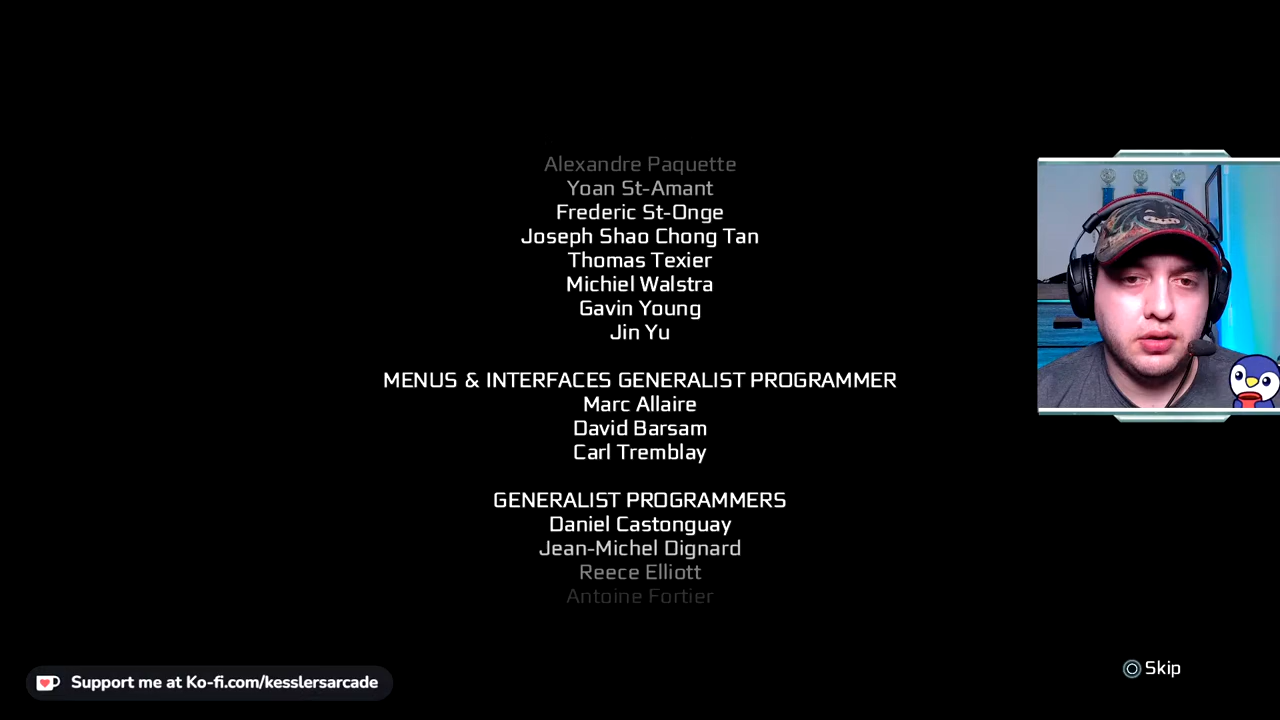 Alexandre Paquette
Yoan St-Amant
Frederic St-Onge
Joseph Shao Chong Tan
Thomas Texier
Michiel Walstra
Gavin Young
Jin Yu
MENUS & INTERFACES GENERALIST PROGRAMMER
Marc Allaire
David Barsam
Carl Tremblay
GENERALIST PROGRAMMERS
Daniel Castonguay
Jean-Michel Dignard
Reece Elliott
Antoine Fortier
Skip
Support me at Ko-fi.com/kesslersarcade